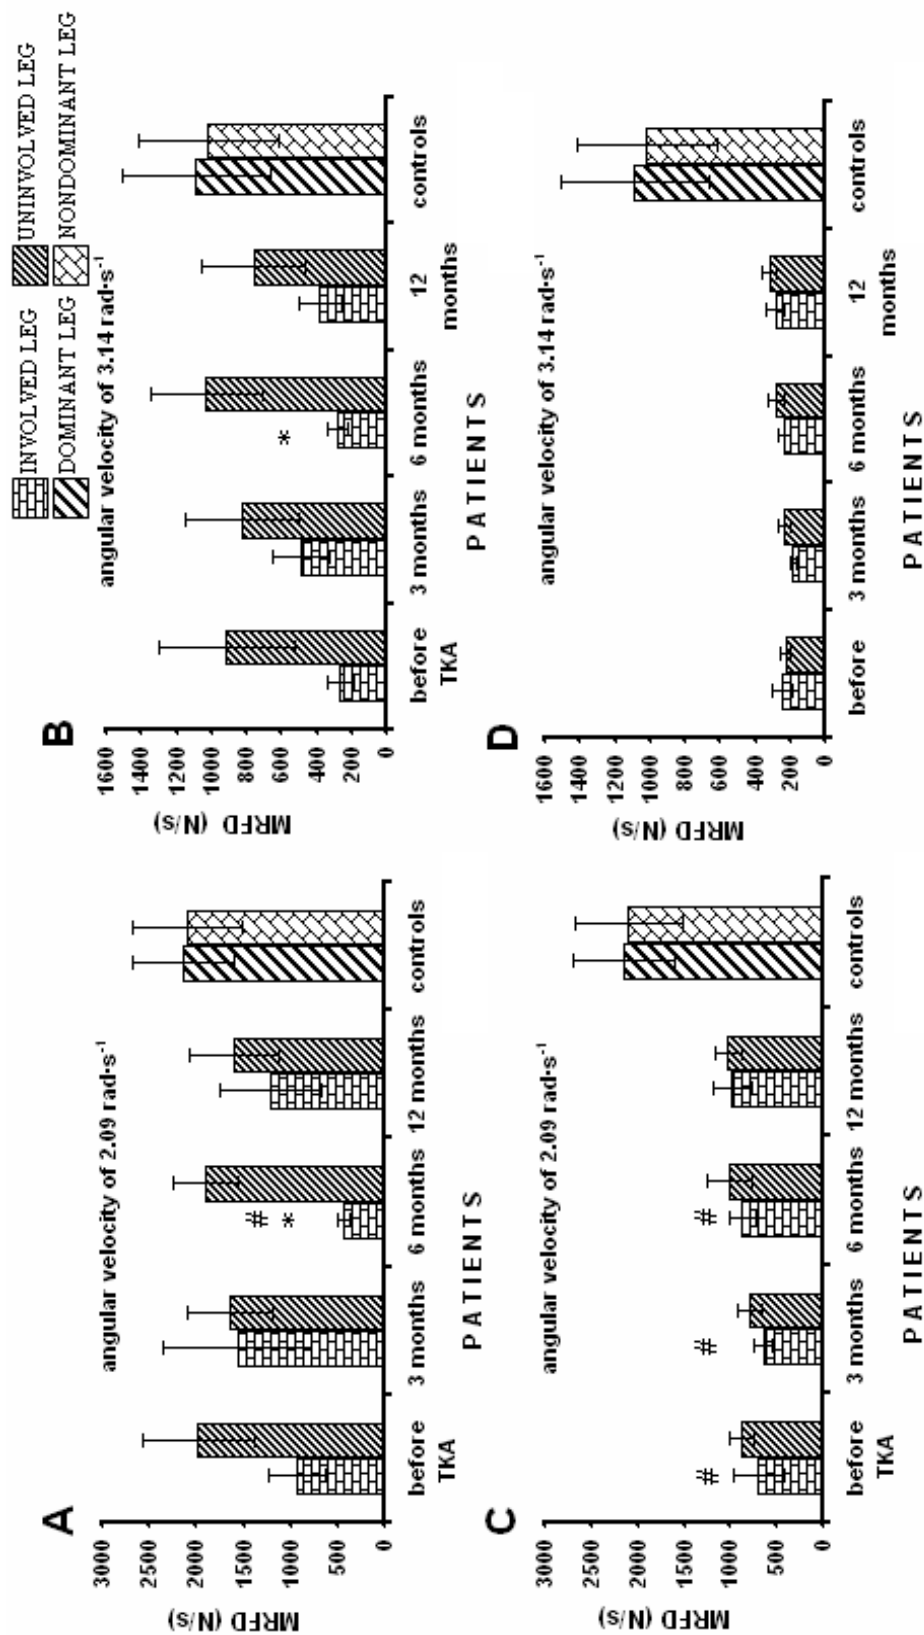 INVOLVED LEG UNINVOLVED LEG
DOMINANT LEG NONDOMINANT LEG
A
angular velocity of 2.09 rad·s⁻¹
MRFD (N/s)
3000
2500
2000
1500
1000
500
0
#
*
before TKA 3 months 6 months 12 months controls
PATIENTS
B
angular velocity of 3.14 rad·s⁻¹
MRFD (N/s)
1600
1400
1200
1000
800
600
400
200
0
*
before TKA 3 months 6 months 12 months controls
PATIENTS
C
angular velocity of 2.09 rad·s⁻¹
MRFD (N/s)
3000
2500
2000
1500
1000
500
0
# # #
before TKA 3 months 6 months 12 months controls
PATIENTS
D
angular velocity of 3.14 rad·s⁻¹
MRFD (N/s)
1600
1400
1200
1000
800
600
400
200
0
before 3 months 6 months 12 months controls
PATIENTS